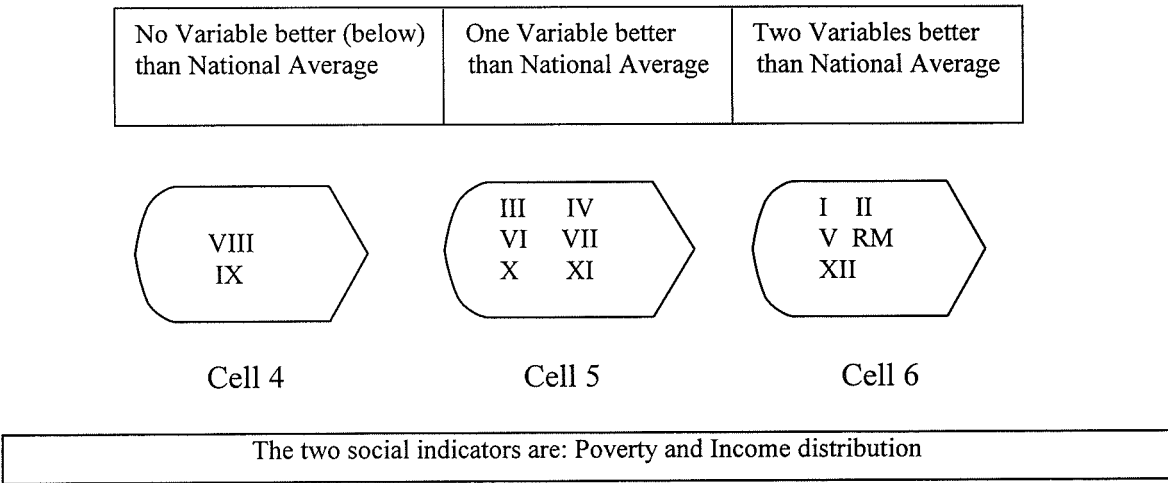 No Variable better (below)
than National Average
One Variable better
than National Average
Two Variables better
than National Average
VIII
IX
III IV
VI VII
X XI
I II
V RM
XII
Cell 4
Cell 5
Cell 6
The two social indicators are: Poverty and Income distribution